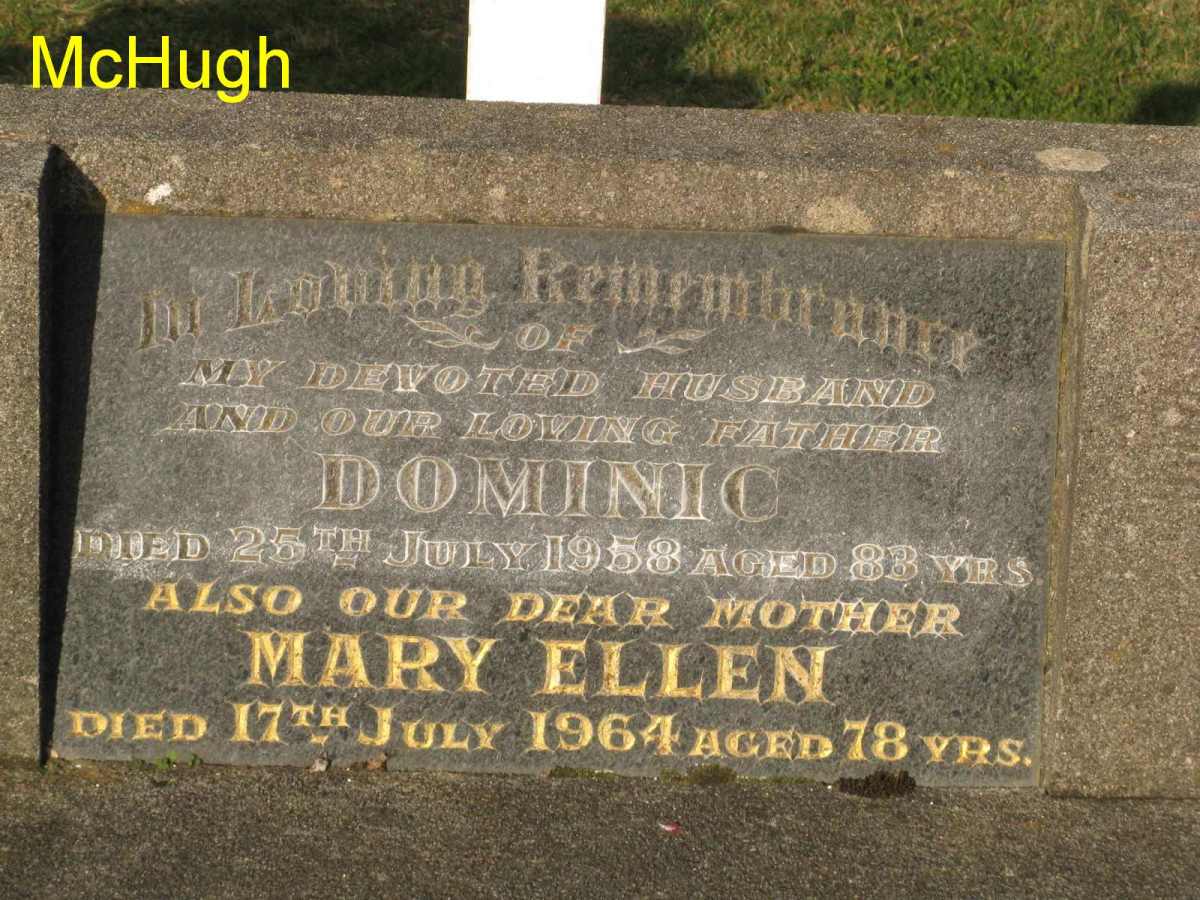 McHugh
In Loving Remembrance
OF
MY DEVOTED HUSBAND
AND OUR LOVING FATHER
DOMINIC
DIED 25TH JULY 1958 AGED 83 YRS.
ALSO OUR DEAR MOTHER
MARY ELLEN
DIED 17TH JULY 1964 AGED 78 YRS.